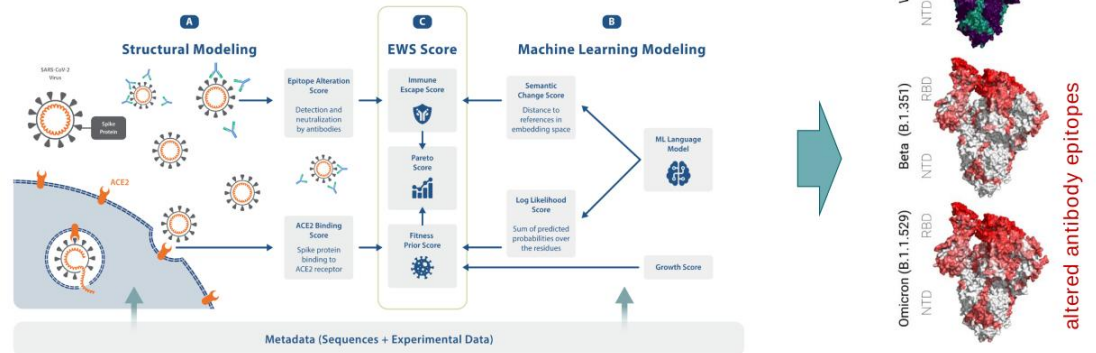 A
Structural Modeling
SARS-CoV-2
Virus
Spike
Protein
ACE2
Epitope Alteration
Score
Detection and
neutralization
by antibodies
ACE2 Binding
Score
Spike protein
binding to
ACE2 receptor
C
EWS Score
Immune
Escape Score
Pareto
Score
Fitness
Prior Score
B
Machine Learning Modeling
Semantic
Change Score
Distance to
references in
embedding space
ML Language
Model
Log Likelihood
Score
Sum of predicted
probabilities over
the residues
Growth Score
Metadata (Sequences + Experimental Data)
NTD
Beta (B.1.351)
NTD RBD
Omicron (B.1.1.529)
NTD RBD
altered antibody epitopes